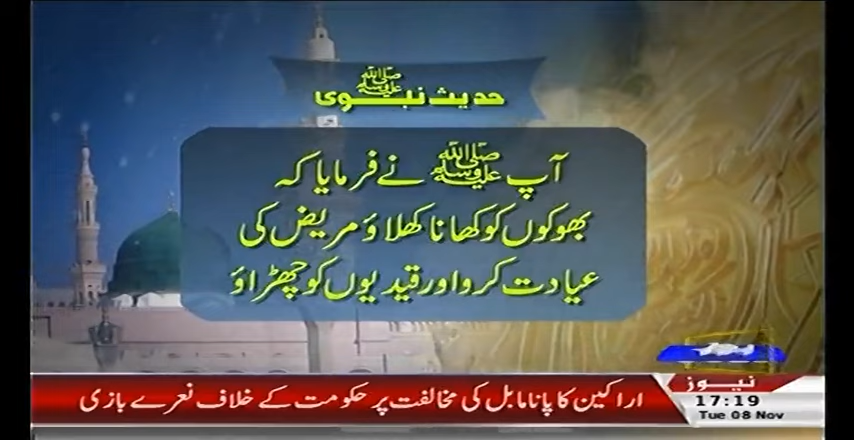 حدیث نبوی ﷺ
آپ ﷺ نے فرمایا کہ
بھوکوں کو کھانا کھلاؤ مریض کی
عیادت کرو اور قیدیوں کو چھڑاؤ
روز
نیوز
اراکین کا پانامابل کی مخالفت پر حکومت کے خلاف نعرے بازی
17:19
Tue 08 Nov